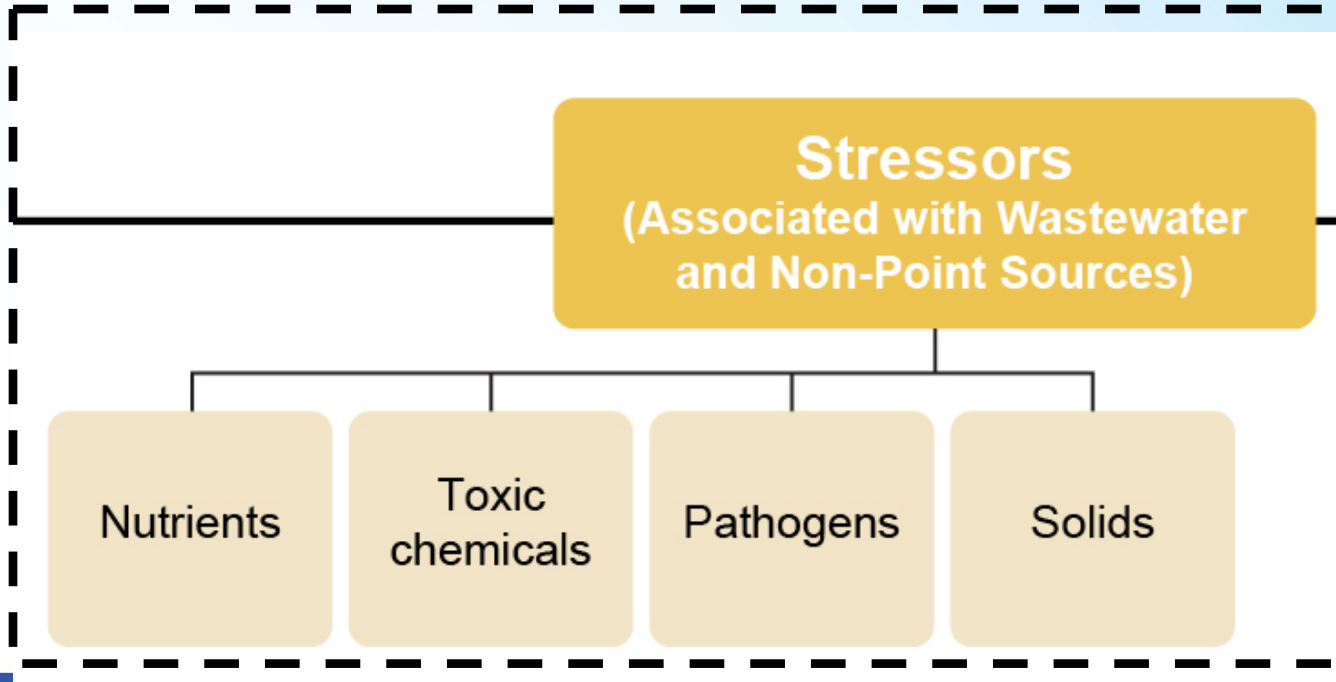 Stressors
(Associated with Wastewater
and Non-Point Sources)
Nutrients
Toxic
chemicals
Pathogens
Solids